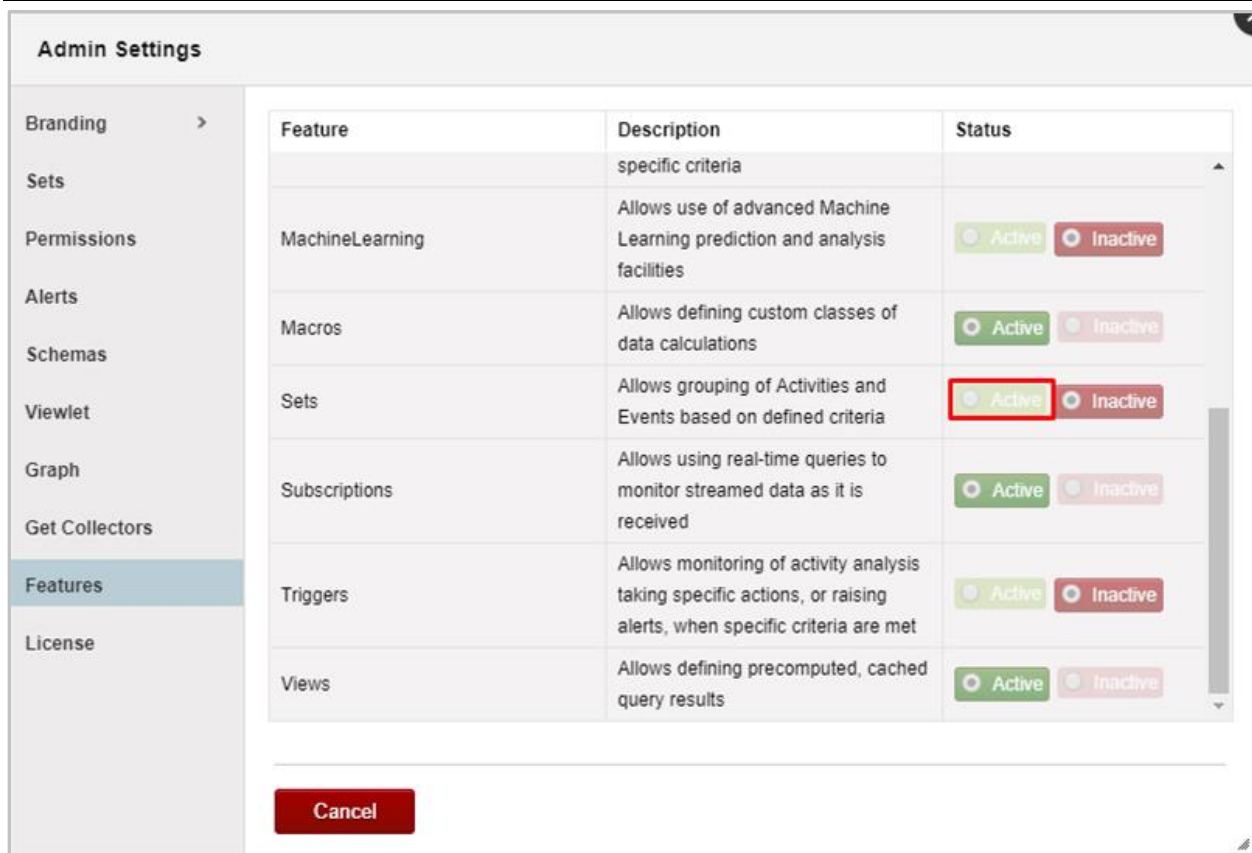 Admin Settings
Branding
Sets
Permissions
Alerts
Schemas
Viewlet
Graph
Get Collectors
Features
License
Feature Description Status
specific criteria
MachineLearning
Allows use of advanced Machine
Learning prediction and analysis
facilities
Active Inactive
Macros
Allows defining custom classes of
data calculations
Active Inactive
Sets
Allows grouping of Activities and
Events based on defined criteria
Active Inactive
Subscriptions
Allows using real-time queries to
monitor streamed data as it is
received
Active Inactive
Triggers
Allows monitoring of activity analysis
taking specific actions, or raising
alerts, when specific criteria are met
Active Inactive
Views
Allows defining precomputed, cached
query results
Active Inactive
Cancel